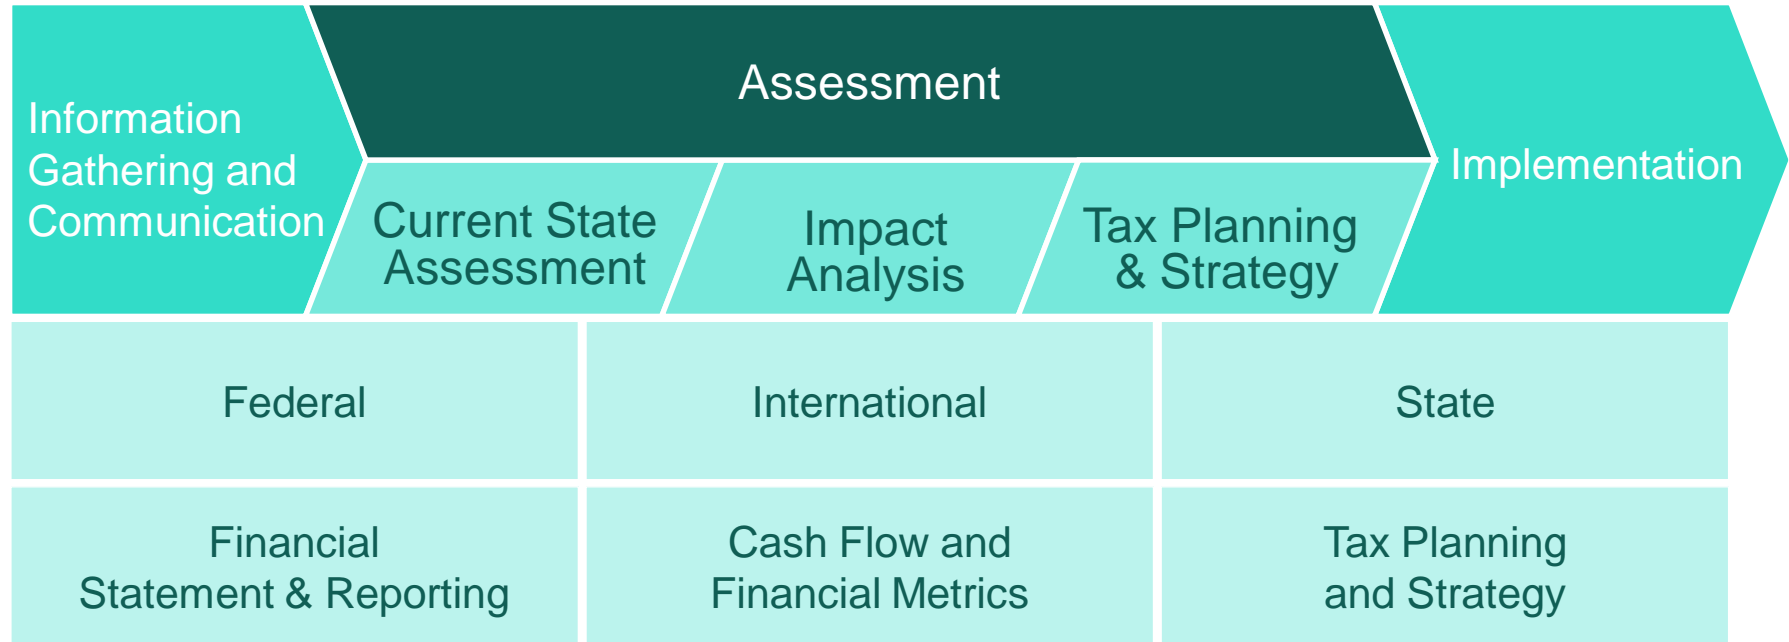 Information
Gathering and
Communication
Assessment
Current State
Assessment
Impact
Analysis
Tax Planning
& Strategy
Implementation
Federal
International
State
Financial
Statement & Reporting
Cash Flow and
Financial Metrics
Tax Planning
and Strategy